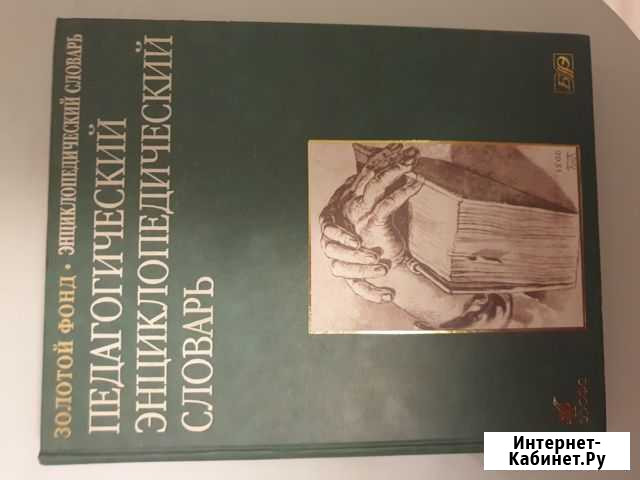 ЗОЛОТОЙ ФОНД • ЭНЦИКЛОПЕДИЧЕСКИЙ СЛОВАРЬ
ПЕДАГОГИЧЕСКИЙ
ЭНЦИКЛОПЕДИЧЕСКИЙ
СЛОВАРЬ
БРЭ
Интернет-
Кабинет.Ру